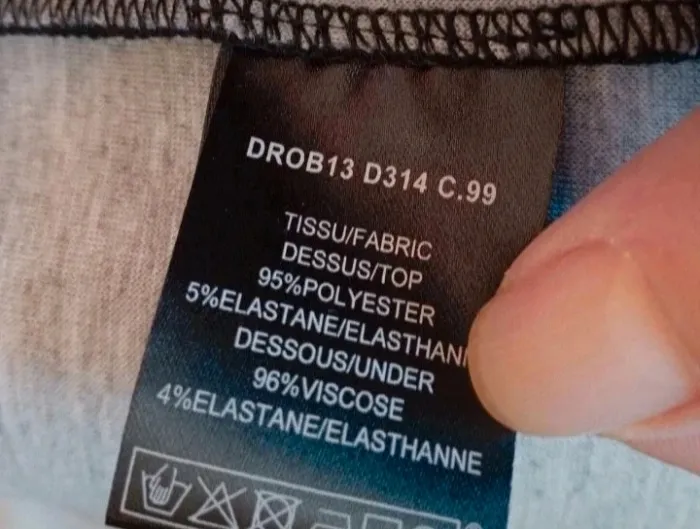 DROB13 D314 C.99
TISSU/FABRIC
DESSUS/TOP
95%POLYESTER
5%ELASTANE/ELASTHAN
DESSOUS/UNDER
96%VISCOSE
4%ELASTANE/ELASTHANNE